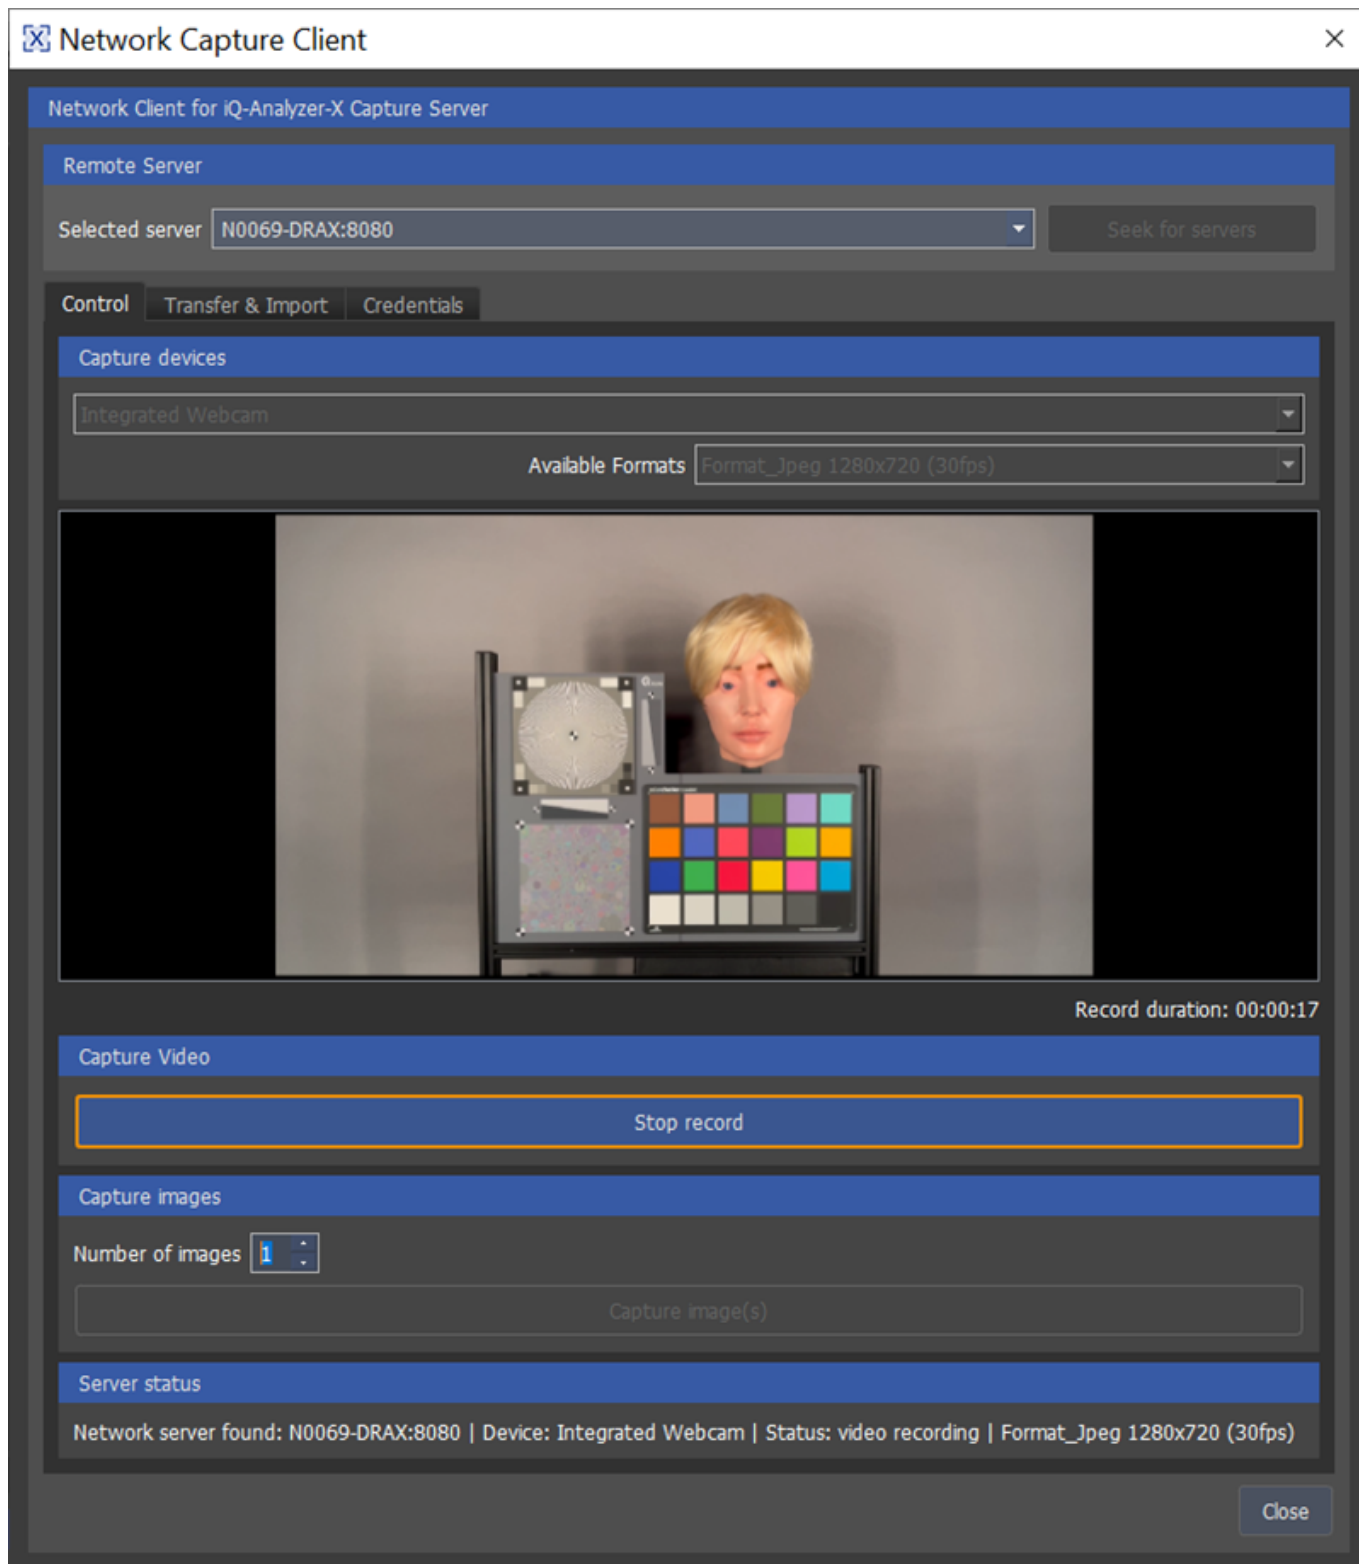 Network Capture Client
Network Client for iQ-Analyzer-X Capture Server
Remote Server
Selected server N0069-DRAX:8080 Seek for servers
Control Transfer & Import Credentials
Capture devices
Integrated Webcam
Available Formats Format_Jpeg 1280x720 (30fps)
Record duration: 00:00:17
Capture Video
Stop record
Capture images
Number of images 1
Capture image(s)
Server status
Network server found: N0069-DRAX:8080 | Device: Integrated Webcam | Status: video recording | Format_Jpeg 1280x720 (30fps)
Close